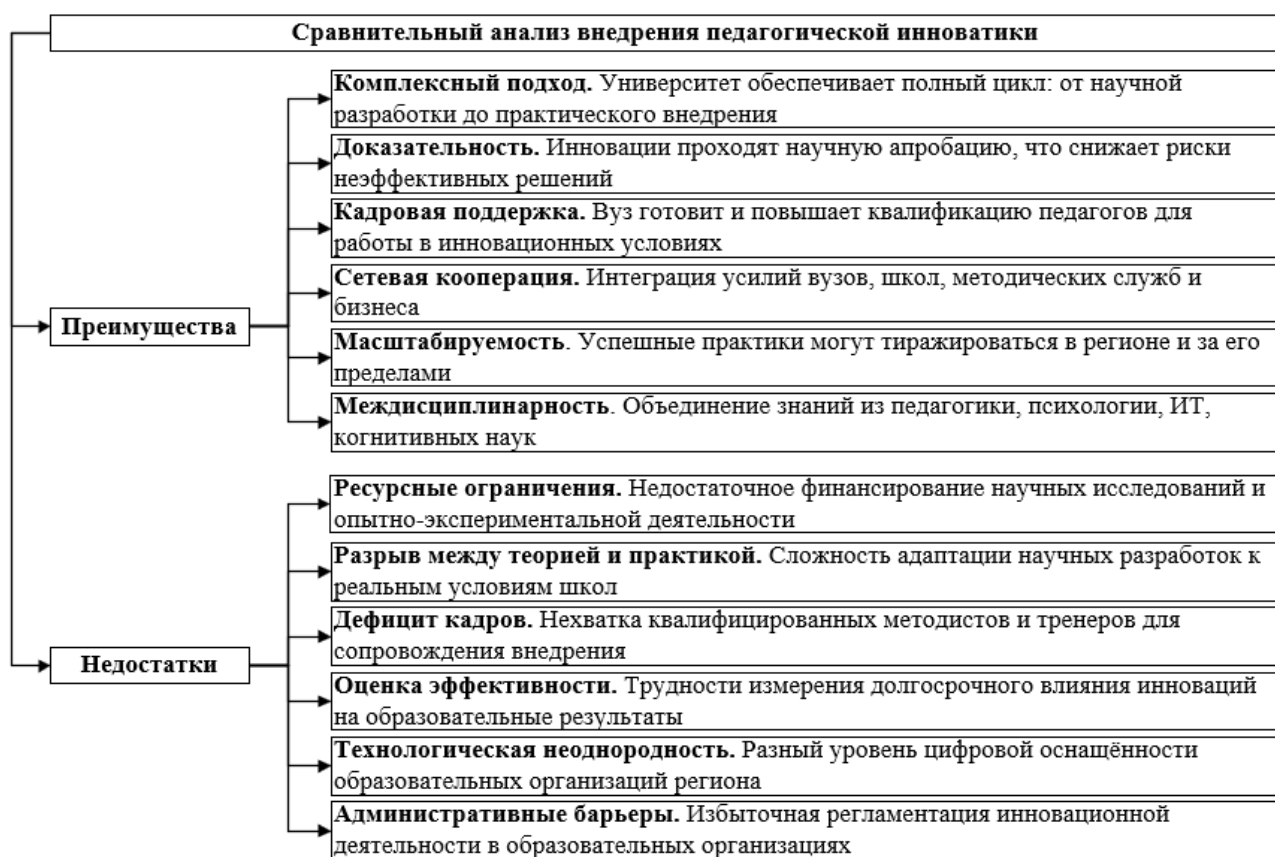 Сравнительный анализ внедрения педагогической инноватики
Комплексный подход. Университет обеспечивает полный цикл: от научной
разработки до практического внедрения
Доказательность. Инновации проходят научную апробацию, что снижает риски
неэффективных решений
Кадровая поддержка. Вуз готовит и повышает квалификацию педагогов для
работы в инновационных условиях
Сетевая кооперация. Интеграция усилий вузов, школ, методических служб и
бизнеса
Преимущества
Масштабируемость. Успешные практики могут тиражироваться в регионе и за его
пределами
Междисциплинарность. Объединение знаний из педагогики, психологии, ИТ,
когнитивных наук
Ресурсные ограничения. Недостаточное финансирование научных исследований и
опытно-экспериментальной деятельности
Разрыв между теорией и практикой. Сложность адаптации научных разработок к
реальным условиям школ
Дефицит кадров. Нехватка квалифицированных методистов и тренеров для
сопровождения внедрения
Недостатки
Оценка эффективности. Трудности измерения долгосрочного влияния инноваций
на образовательные результаты
Технологическая неоднородность. Разный уровень цифровой оснащённости
образовательных организаций региона
Административные барьеры. Избыточная регламентация инновационной
деятельности в образовательных организациях